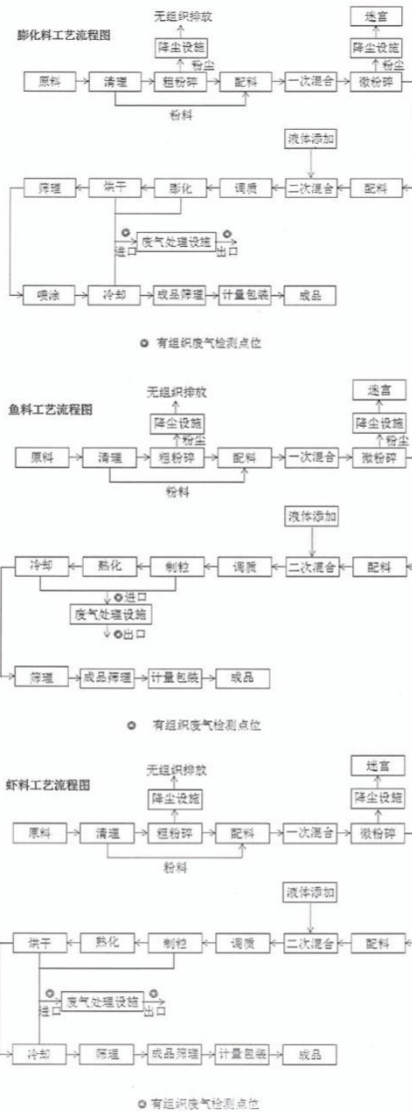 膨化料工艺流程图
无组织排放
迷宫
降尘设施
降尘设施
粉尘
粉尘
原料 清理 粗粉碎 配料 一次混合 微粉碎
粉料
液体添加
筛理 烘干 膨化 调质 二次混合 配料
进口 废气处理设施 出口
喷涂 冷却 成品筛理 计量包装 成品
有组织废气检测点位
鱼料工艺流程图
无组织排放
迷宫
降尘设施
降尘设施
粉尘
粉尘
原料 清理 粗粉碎 配料 一次混合 微粉碎
粉料
液体添加
冷却 熟化 制粒 调质 二次混合 配料
进口
废气处理设施
出口
筛理 成品筛理 计量包装 成品
有组织废气检测点位
虾料工艺流程图
无组织排放
迷宫
降尘设施
降尘设施
原料 清理 粗粉碎 配料 一次混合 微粉碎
粉料
液体添加
烘干 熟化 制粒 调质 二次混合 配料
进口 废气处理设施 出口
冷却 筛理 成品筛理 计量包装 成品
有组织废气检测点位